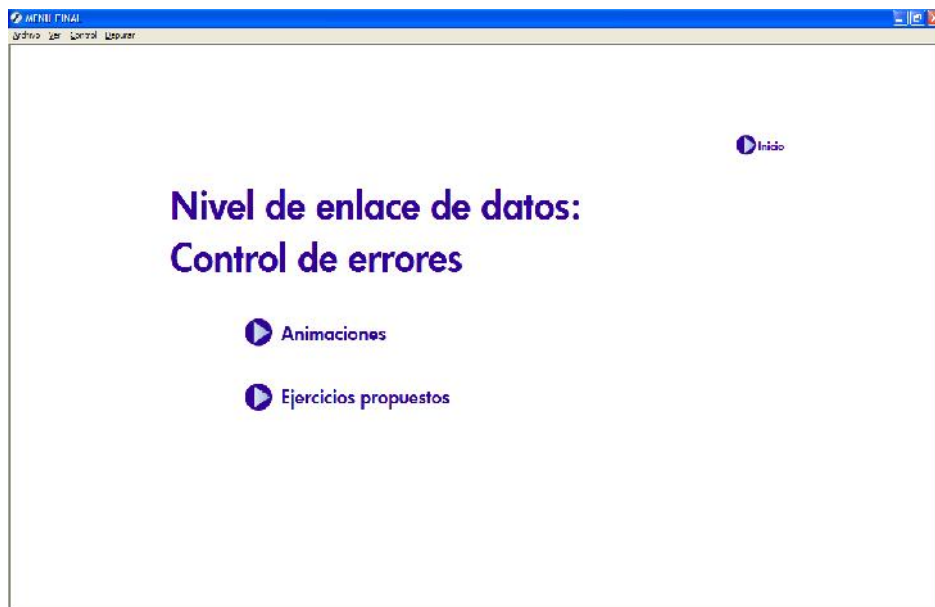 MENU FINAL
Archivo Ver Control Depurar
Inicio
Nivel de enlace de datos:
Control de errores
Animaciones
Ejercicios propuestos